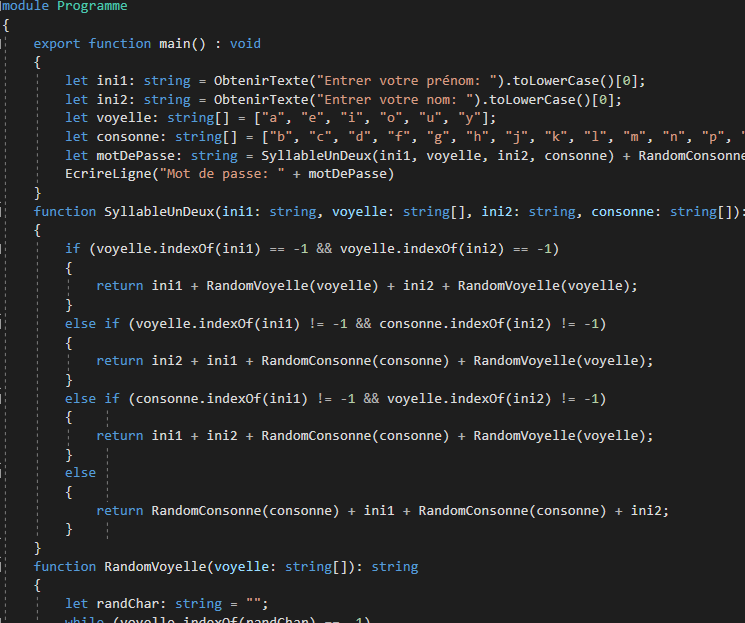 module Programme
{
export function main() : void
{
let ini1: string = ObtenirTexte("Entrer votre prénom: ").toLowerCase()[0];
let ini2: string = ObtenirTexte("Entrer votre nom: ").toLowerCase()[0];
let voyelle: string[] = ["a", "e", "i", "o", "u", "y"];
let consonne: string[] = ["b", "c", "d", "f", "g", "h", "j", "k", "l", "m", "n", "p", "
let motDePasse: string = SyllableUnDeux(ini1, voyelle, ini2, consonne) + RandomConsonne
EcrireLigne("Mot de passe: " + motDePasse)
}
function SyllableUnDeux(ini1: string, voyelle: string[], ini2: string, consonne: string[]):
{
if (voyelle.indexOf(ini1) == -1 && voyelle.indexOf(ini2) == -1)
{
return ini1 + RandomVoyelle(voyelle) + ini2 + RandomVoyelle(voyelle);
}
else if (voyelle.indexOf(ini1) != -1 && consonne.indexOf(ini2) != -1)
{
return ini2 + ini1 + RandomConsonne(consonne) + RandomVoyelle(voyelle);
}
else if (consonne.indexOf(ini1) != -1 && voyelle.indexOf(ini2) != -1)
{
return ini1 + ini2 + RandomConsonne(consonne) + RandomVoyelle(voyelle);
}
else
{
return RandomConsonne(consonne) + ini1 + RandomConsonne(consonne) + ini2;
}
}
function RandomVoyelle(voyelle: string[]): string
{
let randChar: string = "";
while (voyelle.indexOf(randChar) == -1)